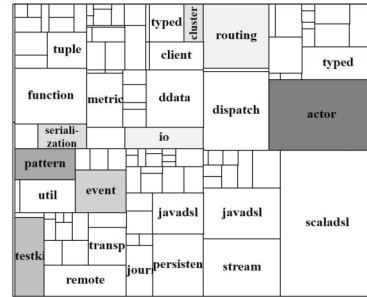 typed
cluster
routing
tuple
client
typed
function
metric
ddata
dispatch
actor
seriali-
zation
io
pattern
event
util
javadsl
javadsl
scaladsl
testki
transp
remote
journ
persisten
stream